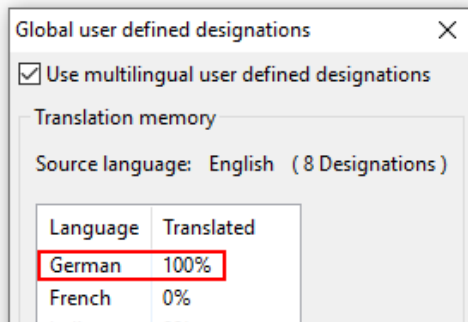 Global user defined designations
Use multilingual user defined designations
Translation memory
Source language: English ( 8 Designations )
Language Translated
German 100%
French 0%